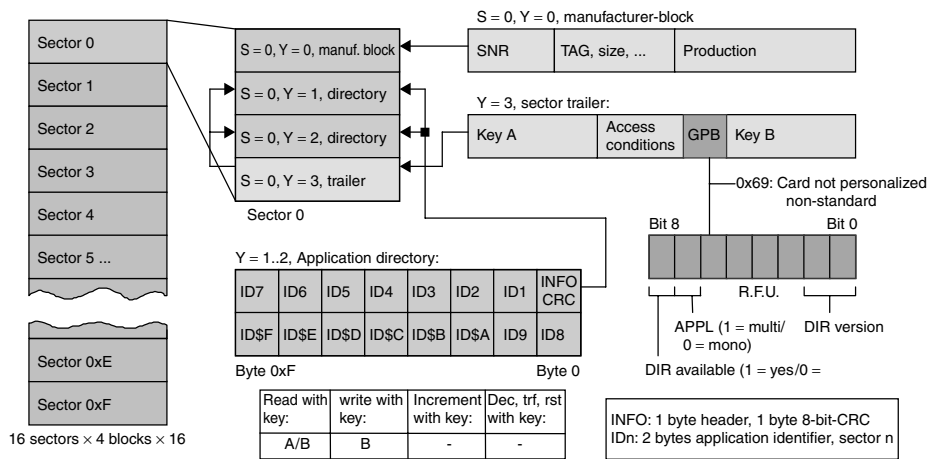 Sector 0
Sector 1
Sector 2
Sector 3
Sector 4
Sector 5 ...
Sector 0xE
Sector 0xF
16 sectors × 4 blocks × 16
S = 0, Y = 0, manuf. block
S = 0, Y = 1, directory
S = 0, Y = 2, directory
S = 0, Y = 3, trailer
Sector 0
S = 0, Y = 0, manufacturer-block
SNR
TAG, size, ...
Production
Y = 3, sector trailer:
Key A
Access
conditions
GPB
Key B
0x69: Card not personalized
non-standard
Bit 8
Bit 0
R.F.U.
APPL (1 = multi/
0 = mono)
DIR version
DIR available (1 = yes/0 =
Y = 1..2, Application directory:
ID7 ID6 ID5 ID4 ID3 ID2 ID1 INFO
CRC
ID$F ID$E ID$D ID$C ID$B ID$A ID9 ID8
Byte 0xF
Byte 0
Read with
key:
write with
key:
Increment
with key:
Dec, trf, rst
with key:
A/B B - -
INFO: 1 byte header, 1 byte 8-bit-CRC
IDn: 2 bytes application identifier, sector n